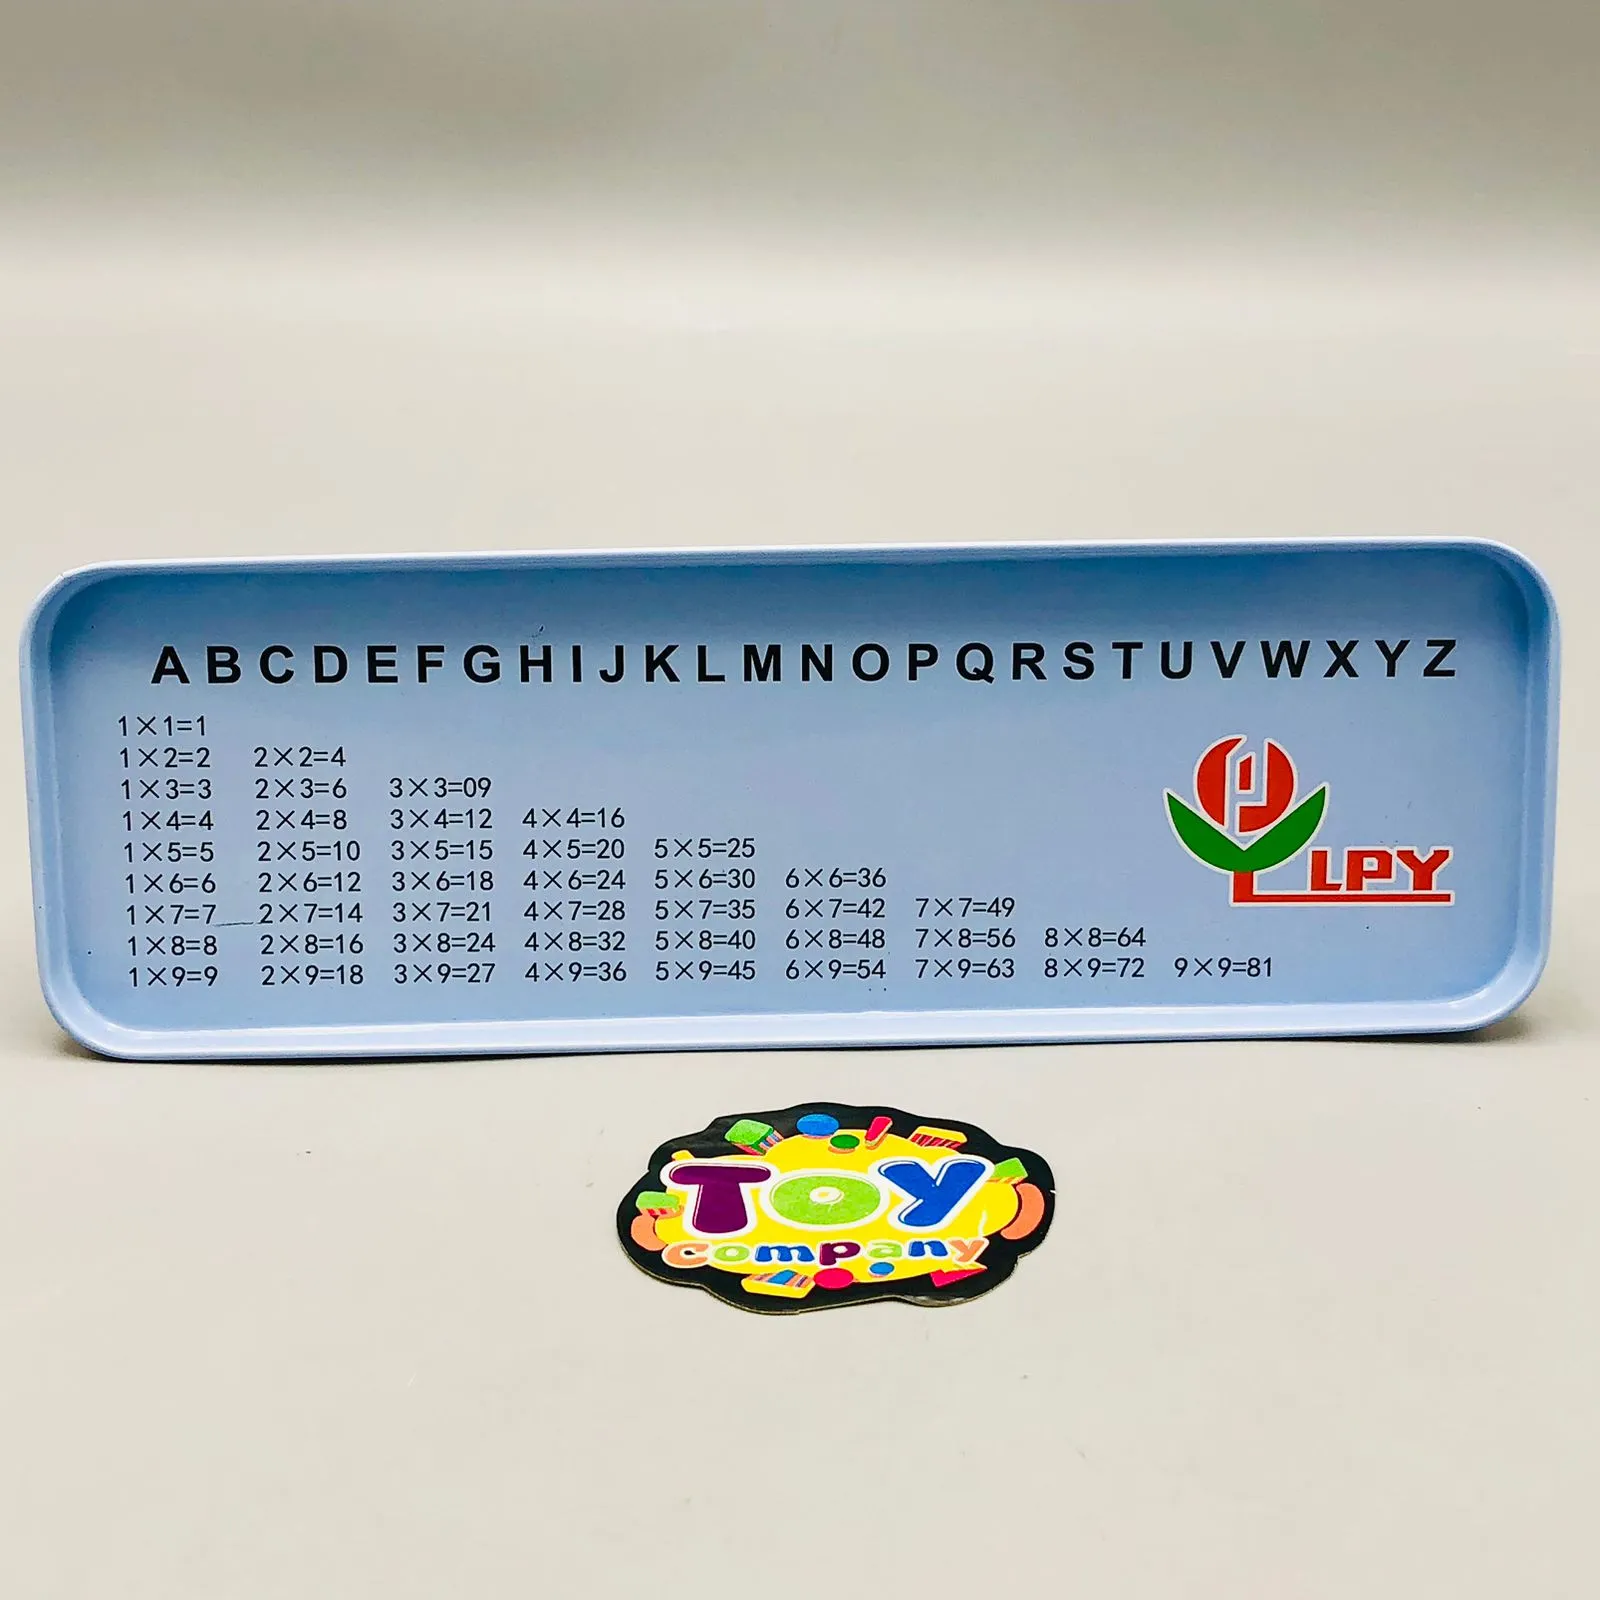 A B C D E F G H I J K L M N O P Q R S T U V W X Y Z
1×1=1
1×2=2 2×2=4
1×3=3 2×3=6 3×3=09
1×4=4 2×4=8 3×4=12 4×4=16
1×5=5 2×5=10 3×5=15 4×5=20 5×5=25
1×6=6 2×6=12 3×6=18 4×6=24 5×6=30 6×6=36
1×7=7 2×7=14 3×7=21 4×7=28 5×7=35 6×7=42 7×7=49
1×8=8 2×8=16 3×8=24 4×8=32 5×8=40 6×8=48 7×8=56 8×8=64
1×9=9 2×9=18 3×9=27 4×9=36 5×9=45 6×9=54 7×9=63 8×9=72 9×9=81
LPY
Toy
Company